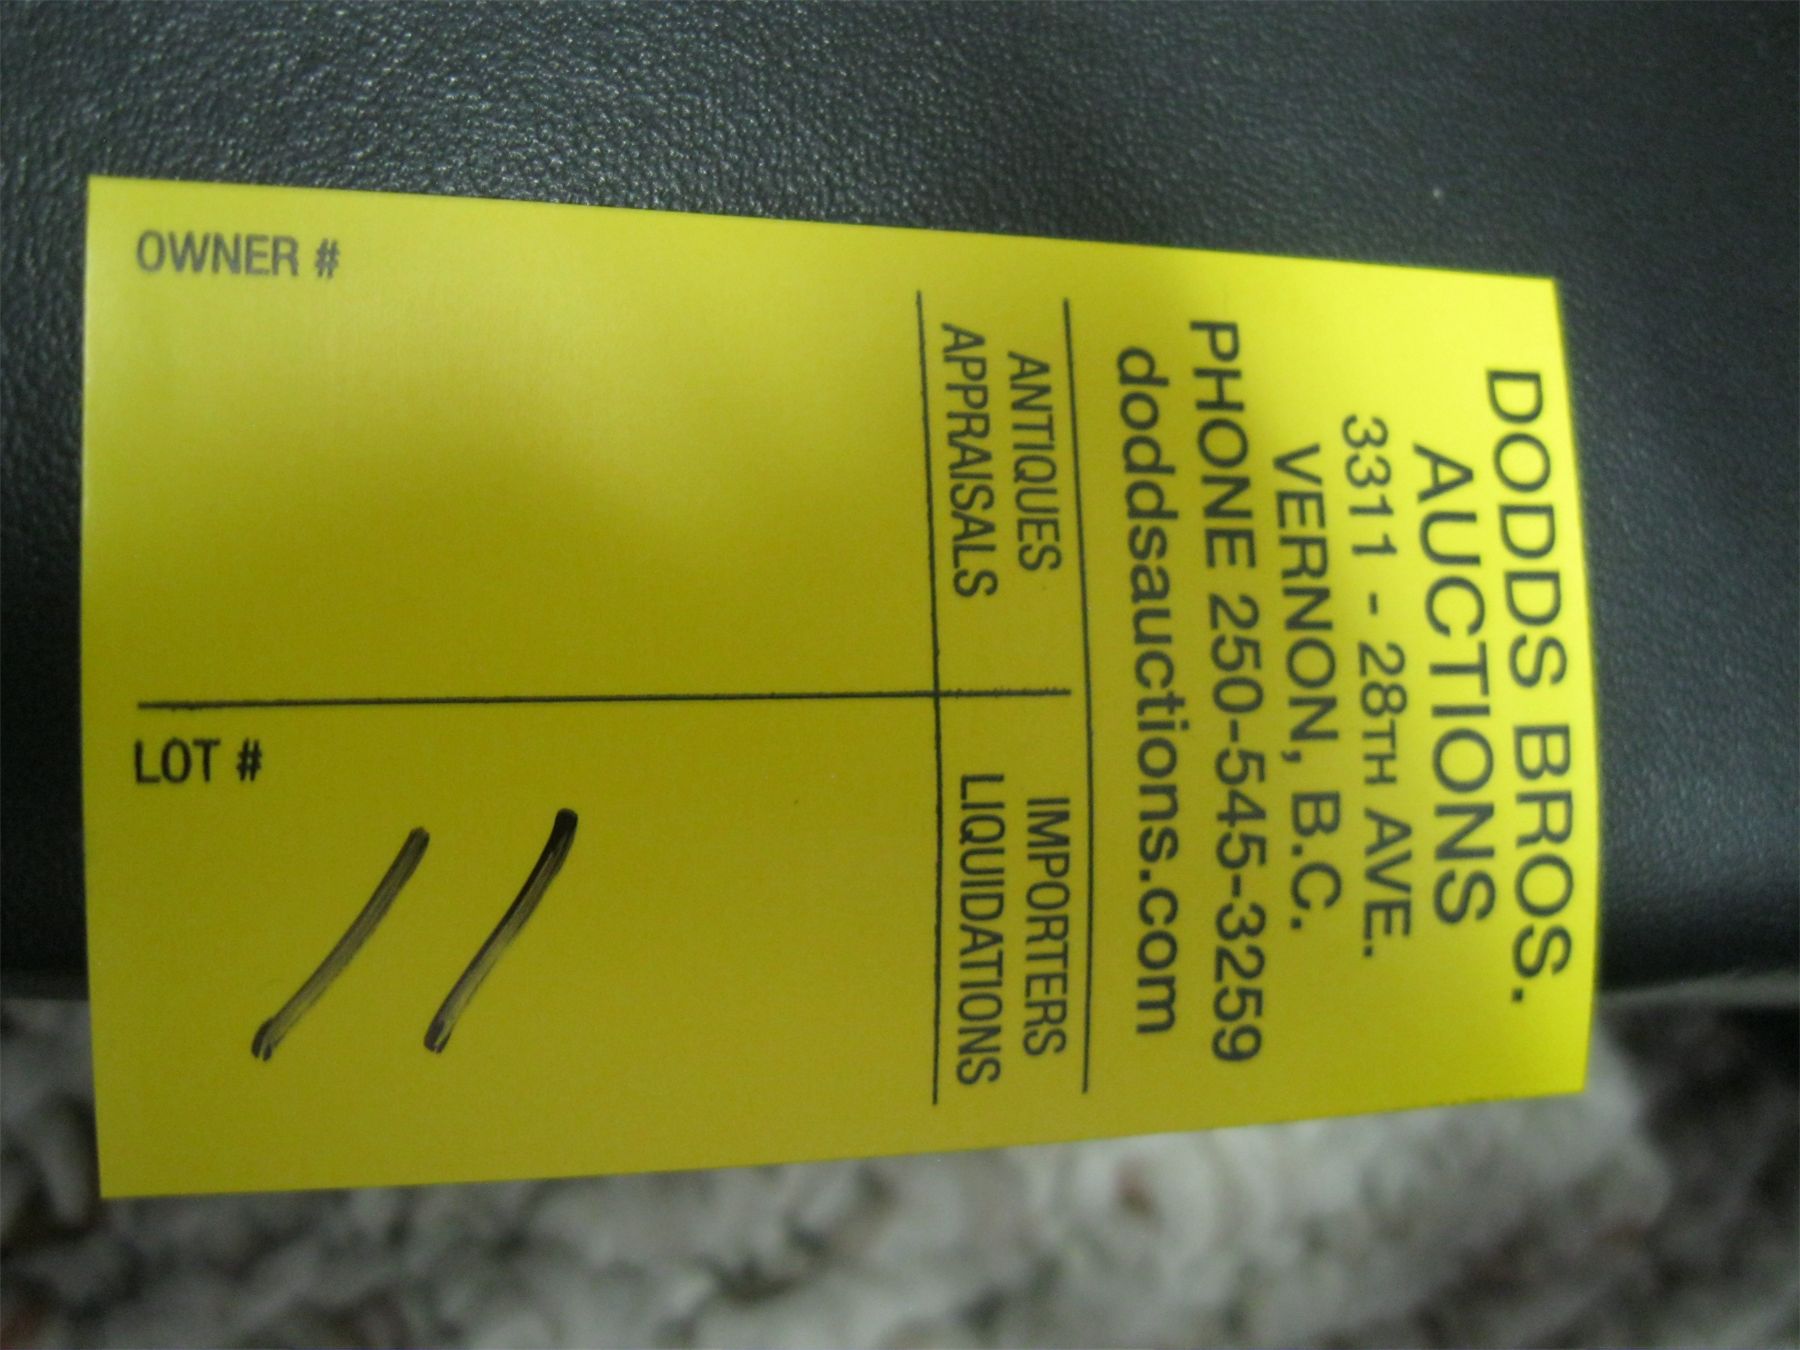 DODDS BROS.
AUCTIONS
3311 - 28TH AVE.
VERNON, B.C.
PHONE 250-545-3259
doddsauctions.com
ANTIQUES
APPRAISALS
IMPORTERS
LIQUIDATIONS
OWNER #
LOT #
11